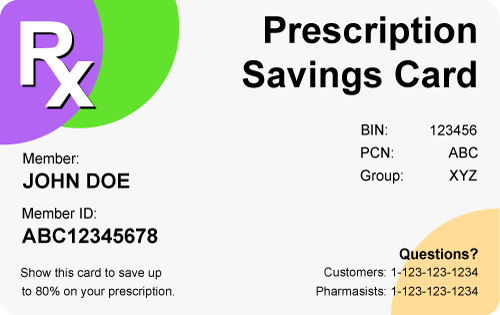 Rx
Prescription
Savings Card
BIN: 123456
PCN: ABC
Group: XYZ
Member:
JOHN DOE
Member ID:
ABC12345678
Show this card to save up
to 80% on your prescription.
Questions?
Customers: 1-123-123-1234
Pharmasists: 1-123-123-1234